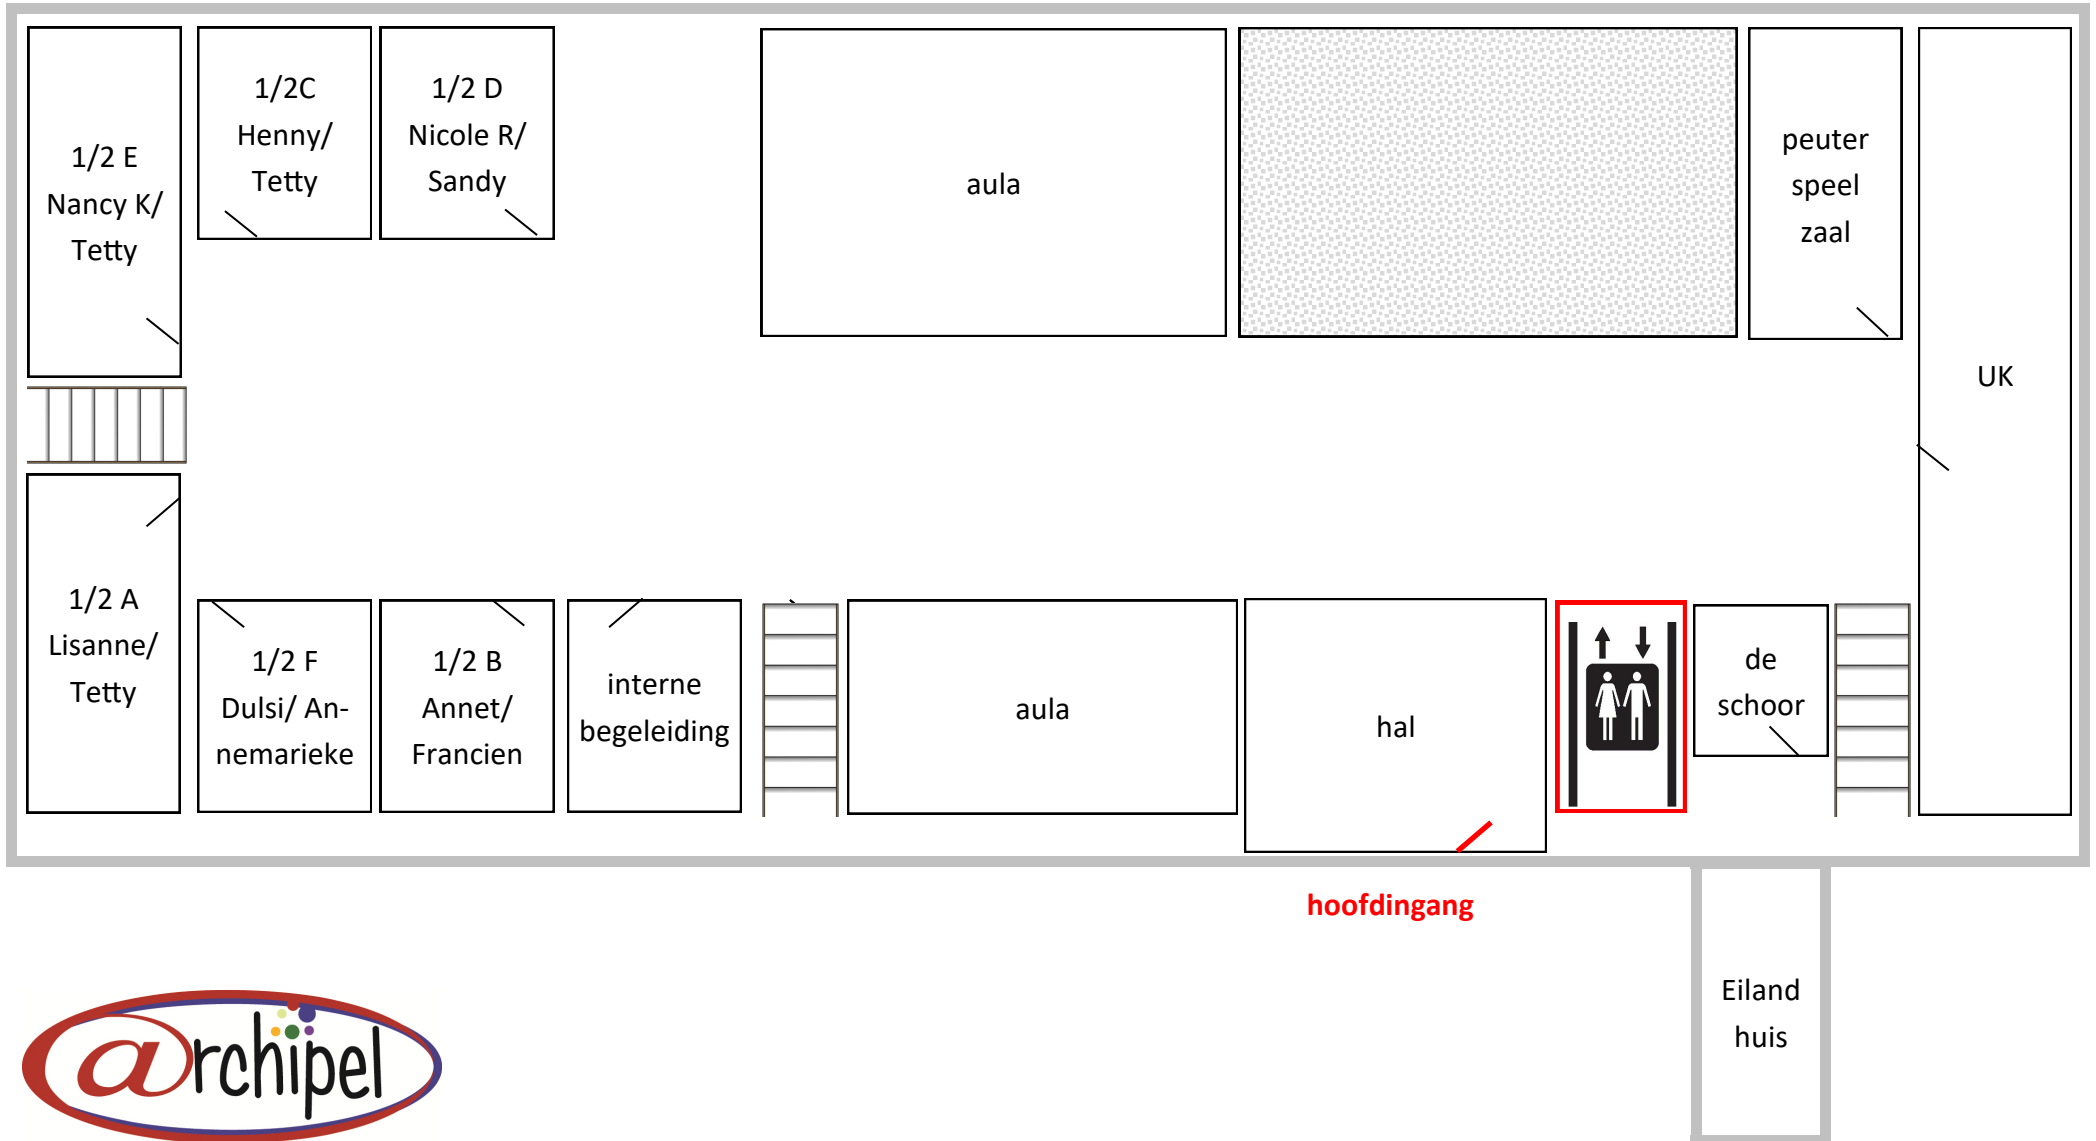 1/2 E
Nancy K/
Tetty
1/2C
Henny/
Tetty
1/2 D
Nicole R/
Sandy
aula
peuter
speel
zaal
UK
1/2 A
Lisanne/
Tetty
1/2 F
Dulsi/ An-
nemarieke
1/2 B
Annet/
Francien
interne
begeleiding
aula
hal
de
schoor
hoofdingang
Eiland
huis
@rchipel